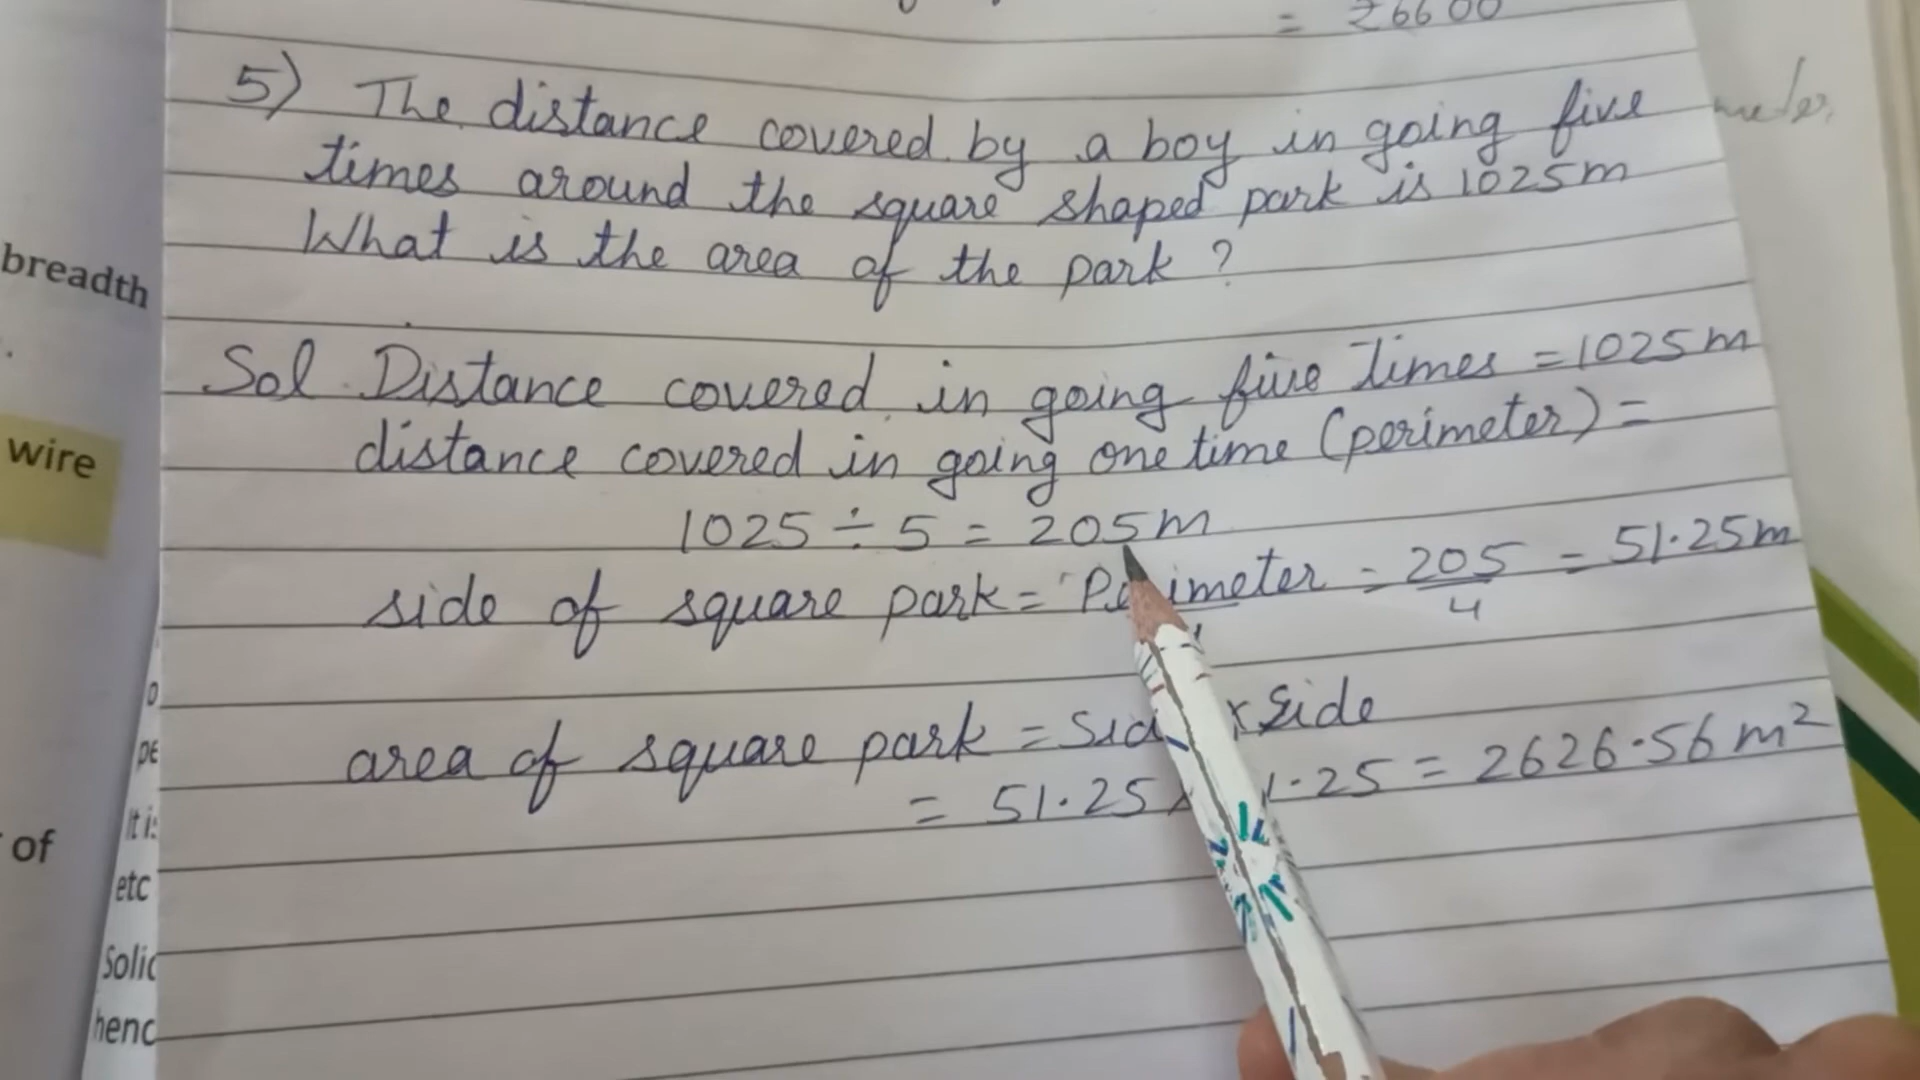 = ₹6600
5) The distance covered by a boy in going five
times around the square shaped park is 1025m
What is the area of the park ?
Sol Distance covered in going five times = 1025m
distance covered in going one time (perimeter) =
1025 ÷ 5 = 205m
side of square park = Perimeter = 205/4 = 51.25m
area of square park = Side × Side
= 51.25 × 51.25 = 2626.56 m²
breadth
wire
of
It is
etc